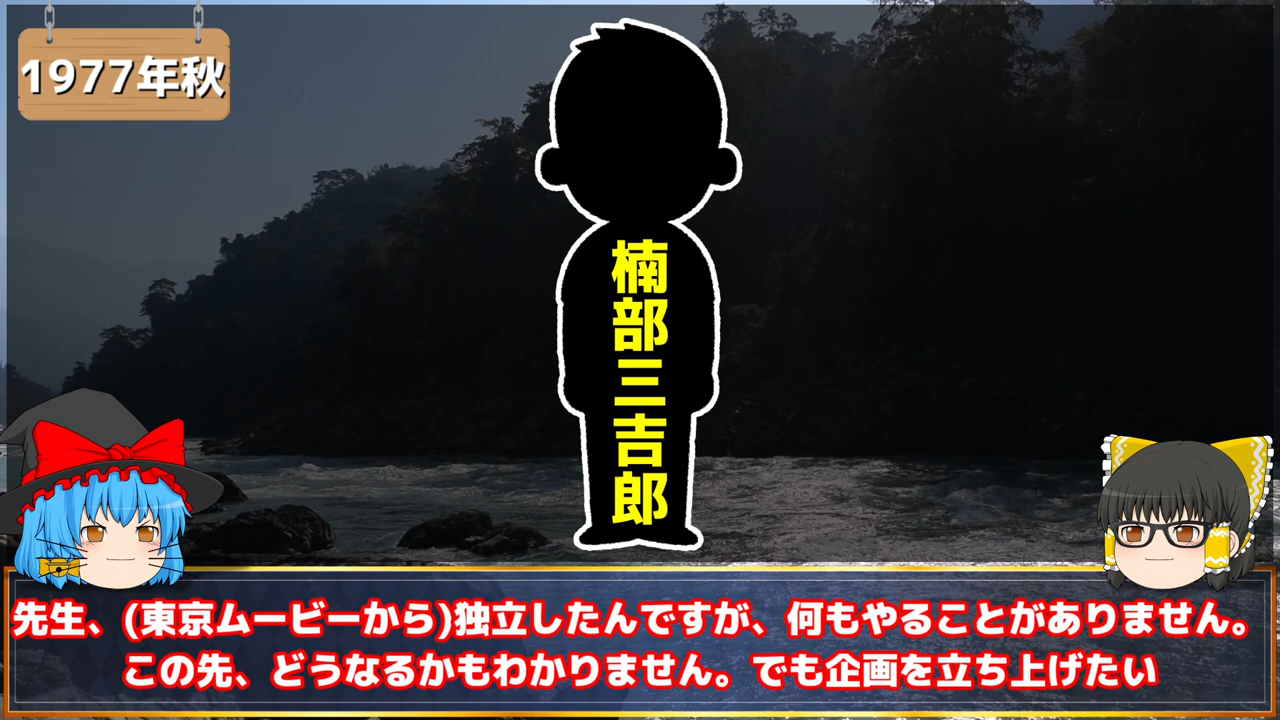 1977年秋
楠部三吉郎
先生、(東京ムービーから)独立したんですが、何もやることがありません。
この先、どうなるかもわかりません。でも企画を立ち上げたい